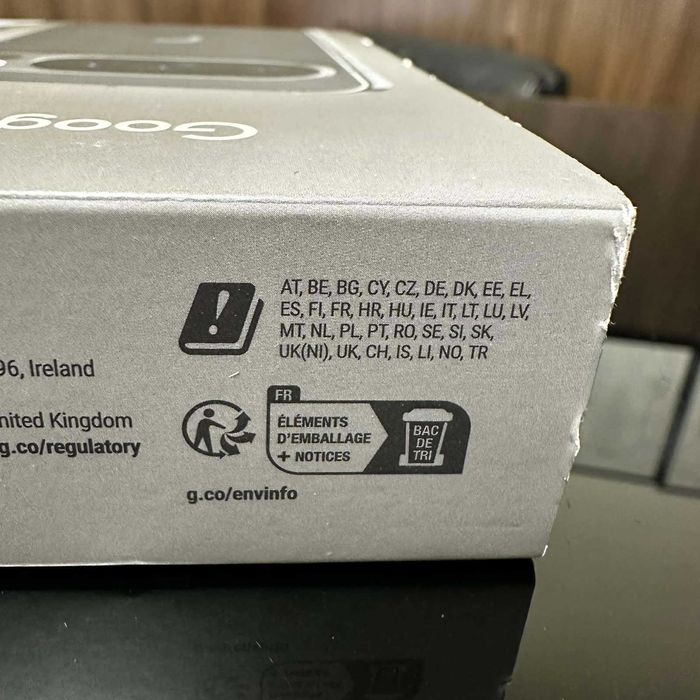 Goog
AT, BE, BG, CY, CZ, DE, DK, EE, EL,
ES, FI, FR, HR, HU, IE, IT, LT, LU, LV,
MT, NL, PL, PT, RO, SE, SI, SK,
UK(NI), UK, CH, IS, LI, NO, TR
96, Ireland
nited Kingdom
g.co/regulatory
FR
ÉLÉMENTS
D'EMBALLAGE
+ NOTICES
BAC
DE
TRI
g.co/envinfo